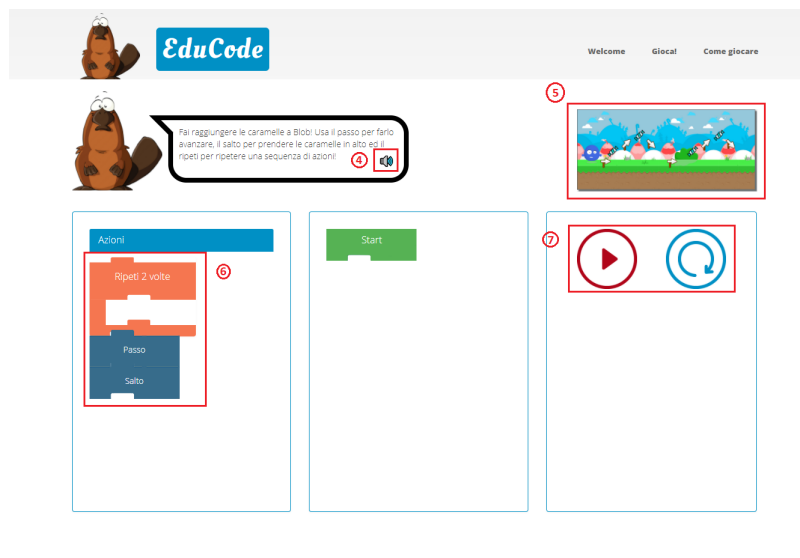 EduCode
Welcome Gioca! Come giocare
5
Fai raggiungere le caramelle a Blob! Usa il passo per farlo
avanzare, il salto per prendere le caramelle in alto ed il
ripeti per ripetere una sequenza di azioni!
4
Azioni
Ripeti 2 volte
6
Passo
Salto
Start
7